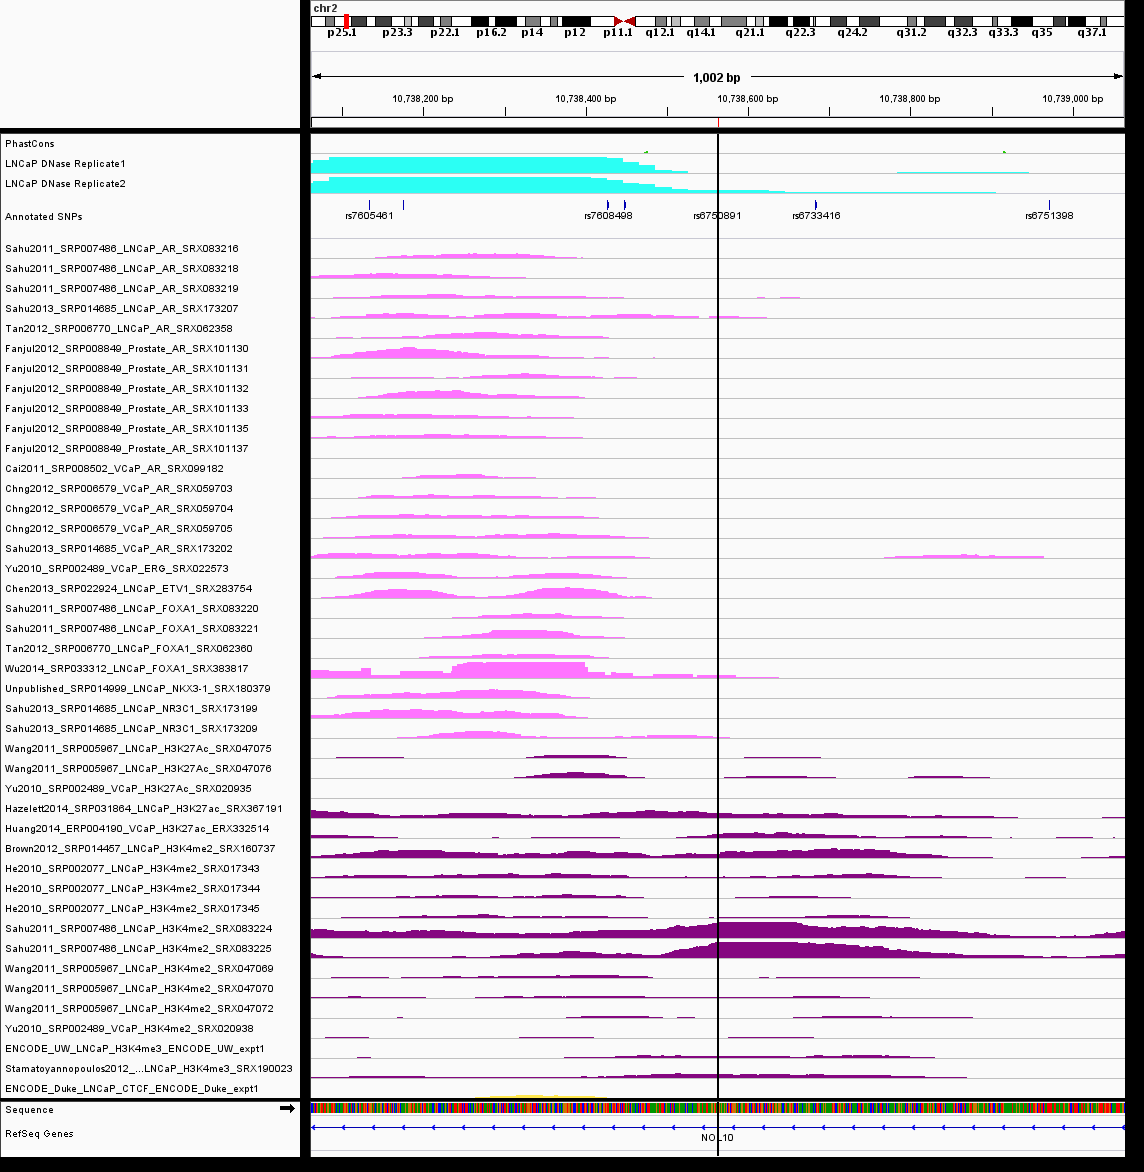 chr2
p25.1 p23.3 p22.1 p16.2 p14 p12 p11.1 q12.1 q14.1 q21.1 q22.3 q24.2 q31.2 q32.3 q33.3 q35 q37.1
1,002 bp
10,738,200 bp 10,738,400 bp 10,738,600 bp 10,738,800 bp 10,739,000 bp
PhastCons
LNCaP DNase Replicate1
LNCaP DNase Replicate2
Annotated SNPs
rs7605461 rs7608498 rs6750891 rs6733416 rs6751398
Sahu2011_SRP007486_LNCaP_AR_SRX083216
Sahu2011_SRP007486_LNCaP_AR_SRX083218
Sahu2011_SRP007486_LNCaP_AR_SRX083219
Sahu2013_SRP014685_LNCaP_AR_SRX173207
Tan2012_SRP006770_LNCaP_AR_SRX062358
Fanjul2012_SRP008849_Prostate_AR_SRX101130
Fanjul2012_SRP008849_Prostate_AR_SRX101131
Fanjul2012_SRP008849_Prostate_AR_SRX101132
Fanjul2012_SRP008849_Prostate_AR_SRX101133
Fanjul2012_SRP008849_Prostate_AR_SRX101135
Fanjul2012_SRP008849_Prostate_AR_SRX101137
Cai2011_SRP008502_VCaP_AR_SRX099182
Chng2012_SRP006579_VCaP_AR_SRX059703
Chng2012_SRP006579_VCaP_AR_SRX059704
Chng2012_SRP006579_VCaP_AR_SRX059705
Sahu2013_SRP014685_VCaP_AR_SRX173202
Yu2010_SRP002489_VCaP_ERG_SRX022573
Chen2013_SRP022924_LNCaP_ETV1_SRX283754
Sahu2011_SRP007486_LNCaP_FOXA1_SRX083220
Sahu2011_SRP007486_LNCaP_FOXA1_SRX083221
Tan2012_SRP006770_LNCaP_FOXA1_SRX062360
Wu2014_SRP033312_LNCaP_FOXA1_SRX383817
Unpublished_SRP014999_LNCaP_NKX3-1_SRX180379
Sahu2013_SRP014685_LNCaP_NR3C1_SRX173199
Sahu2013_SRP014685_LNCaP_NR3C1_SRX173209
Wang2011_SRP005967_LNCaP_H3K27Ac_SRX047075
Wang2011_SRP005967_LNCaP_H3K27Ac_SRX047076
Yu2010_SRP002489_VCaP_H3K27Ac_SRX020935
Hazelett2014_SRP031864_LNCaP_H3K27ac_SRX367191
Huang2014_ERP004190_VCaP_H3K27ac_ERX332514
Brown2012_SRP014457_LNCaP_H3K4me2_SRX160737
He2010_SRP002077_LNCaP_H3K4me2_SRX017343
He2010_SRP002077_LNCaP_H3K4me2_SRX017344
He2010_SRP002077_LNCaP_H3K4me2_SRX017345
Sahu2011_SRP007486_LNCaP_H3K4me2_SRX083224
Sahu2011_SRP007486_LNCaP_H3K4me2_SRX083225
Wang2011_SRP005967_LNCaP_H3K4me2_SRX047069
Wang2011_SRP005967_LNCaP_H3K4me2_SRX047070
Wang2011_SRP005967_LNCaP_H3K4me2_SRX047072
Yu2010_SRP002489_VCaP_H3K4me2_SRX020938
ENCODE_UW_LNCaP_H3K4me3_ENCODE_UW_expt1
Stamatoyannopoulos2012_...LNCaP_H3K4me3_SRX190023
ENCODE_Duke_LNCaP_CTCF_ENCODE_Duke_expt1
Sequence
RefSeq Genes
NOL10